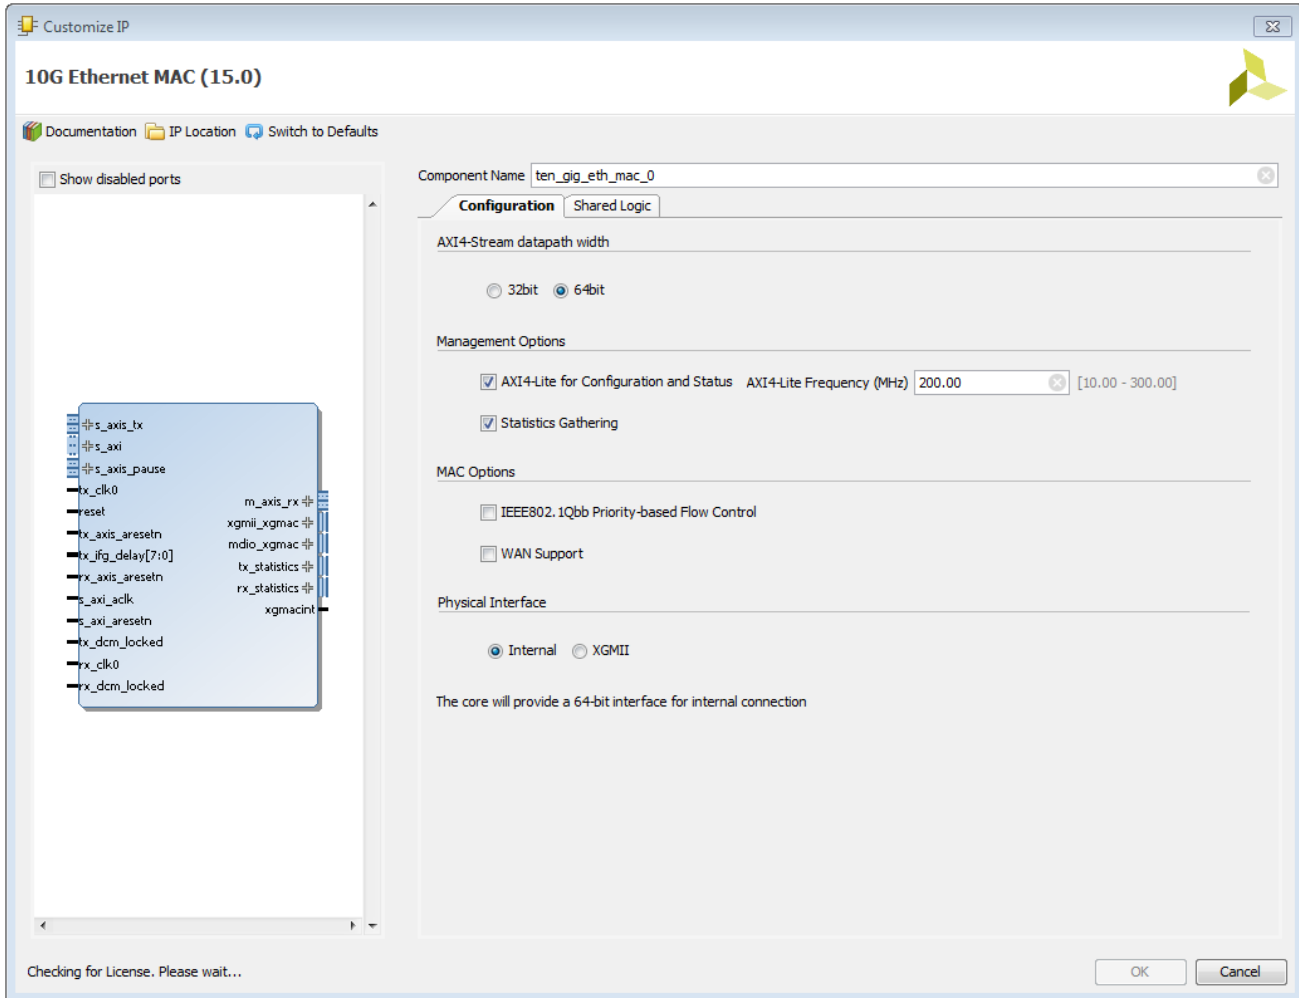 Customize IP
10G Ethernet MAC (15.0)
Documentation IP Location Switch to Defaults
Show disabled ports
s_axis_tx
s_axi
s_axis_pause
tx_clk0
reset
tx_axis_aresetn
tx_ifg_delay[7:0]
rx_axis_aresetn
s_axi_aclk
s_axi_aresetn
tx_dcm_locked
rx_clk0
rx_dcm_locked
m_axis_rx
xgmii_xgmac
mdio_xgmac
tx_statistics
rx_statistics
xgmacint
Component Name ten_gig_eth_mac_0
Configuration Shared Logic
AXI4-Stream datapath width
32bit 64bit
Management Options
AXI4-Lite for Configuration and Status AXI4-Lite Frequency (MHz) 200.00 [10.00 - 300.00]
Statistics Gathering
MAC Options
IEEE802.1Qbb Priority-based Flow Control
WAN Support
Physical Interface
Internal XGMII
The core will provide a 64-bit interface for internal connection
Checking for License. Please wait...
OK Cancel